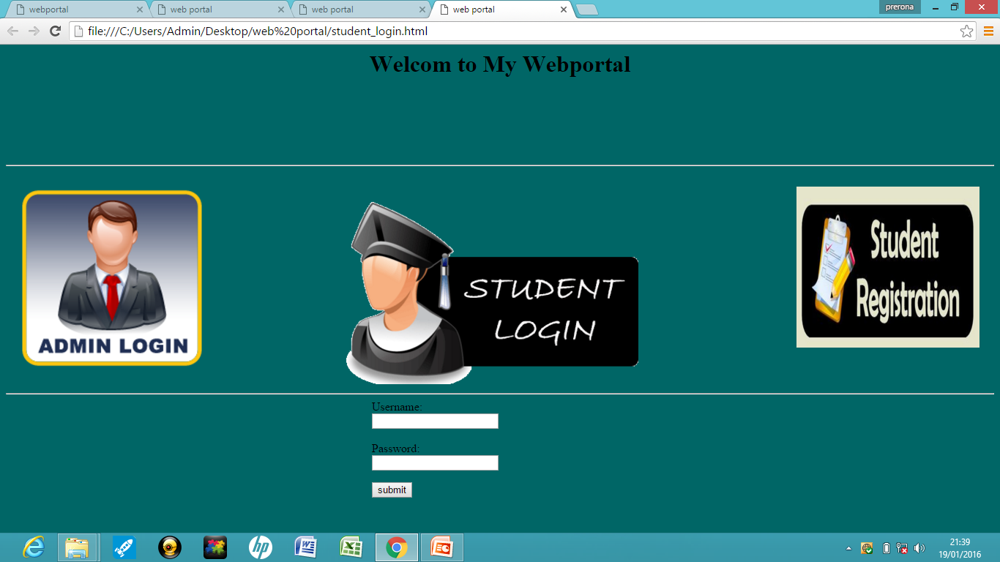 webportal
web portal
web portal
web portal
prerona
file:///C:/Users/Admin/Desktop/web%20portal/student_login.html
Welcom to My Webportal
ADMIN LOGIN
STUDENT
LOGIN
Student
Registration
Username:
Password:
submit
21:39
19/01/2016